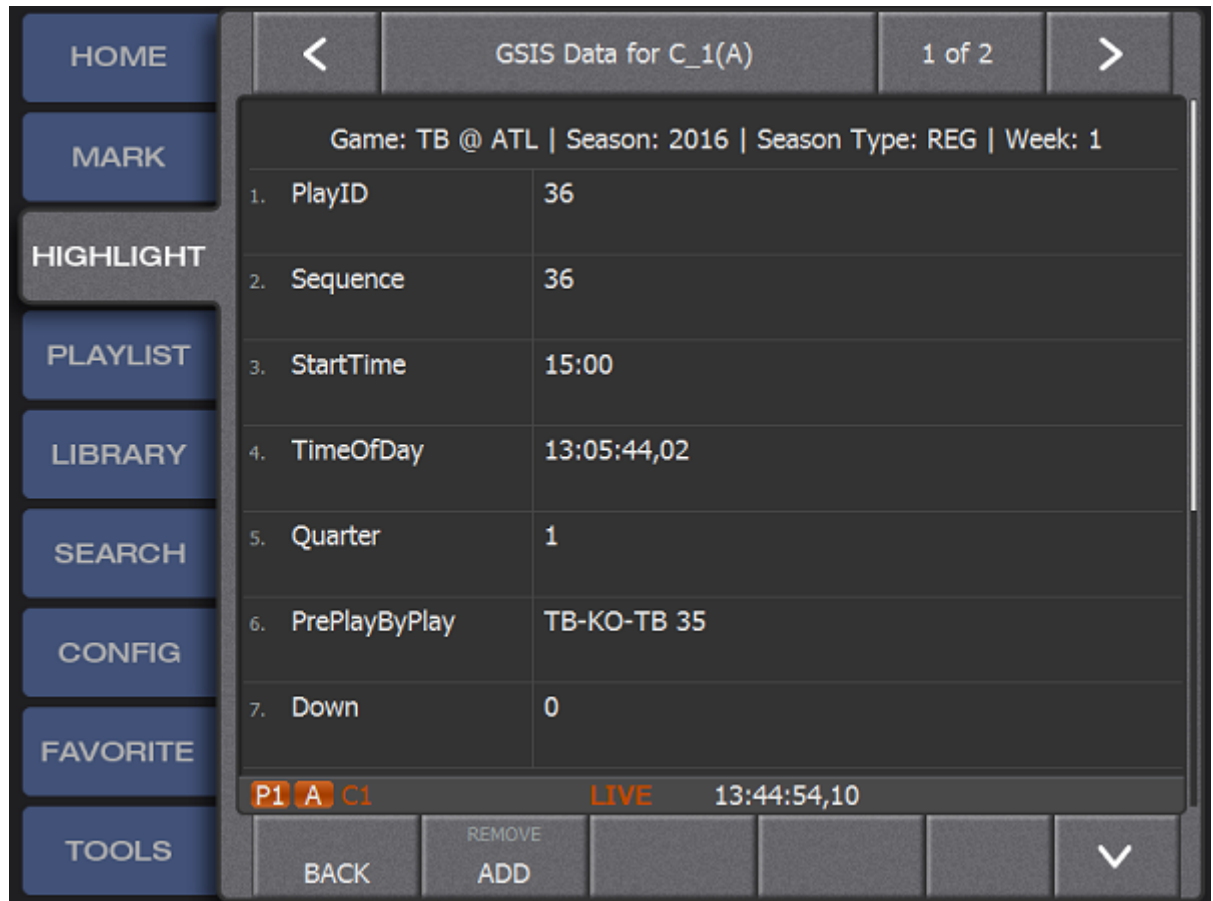 HOME
MARK
HIGHLIGHT
PLAYLIST
LIBRARY
SEARCH
CONFIG
FAVORITE
TOOLS
< GSIS Data for C_1(A) 1 of 2 >
Game: TB @ ATL | Season: 2016 | Season Type: REG | Week: 1
1. PlayID 36
2. Sequence 36
3. StartTime 15:00
4. TimeOfDay 13:05:44,02
5. Quarter 1
6. PrePlayByPlay TB-KO-TB 35
7. Down 0
P1 A C1 LIVE 13:44:54,10
REMOVE
BACK ADD